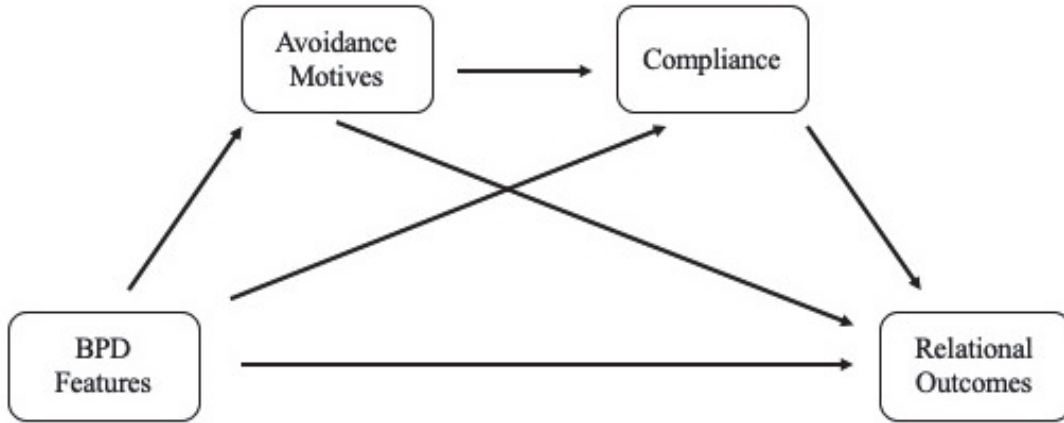 Avoidance
Motives
Compliance
BPD
Features
Relational
Outcomes